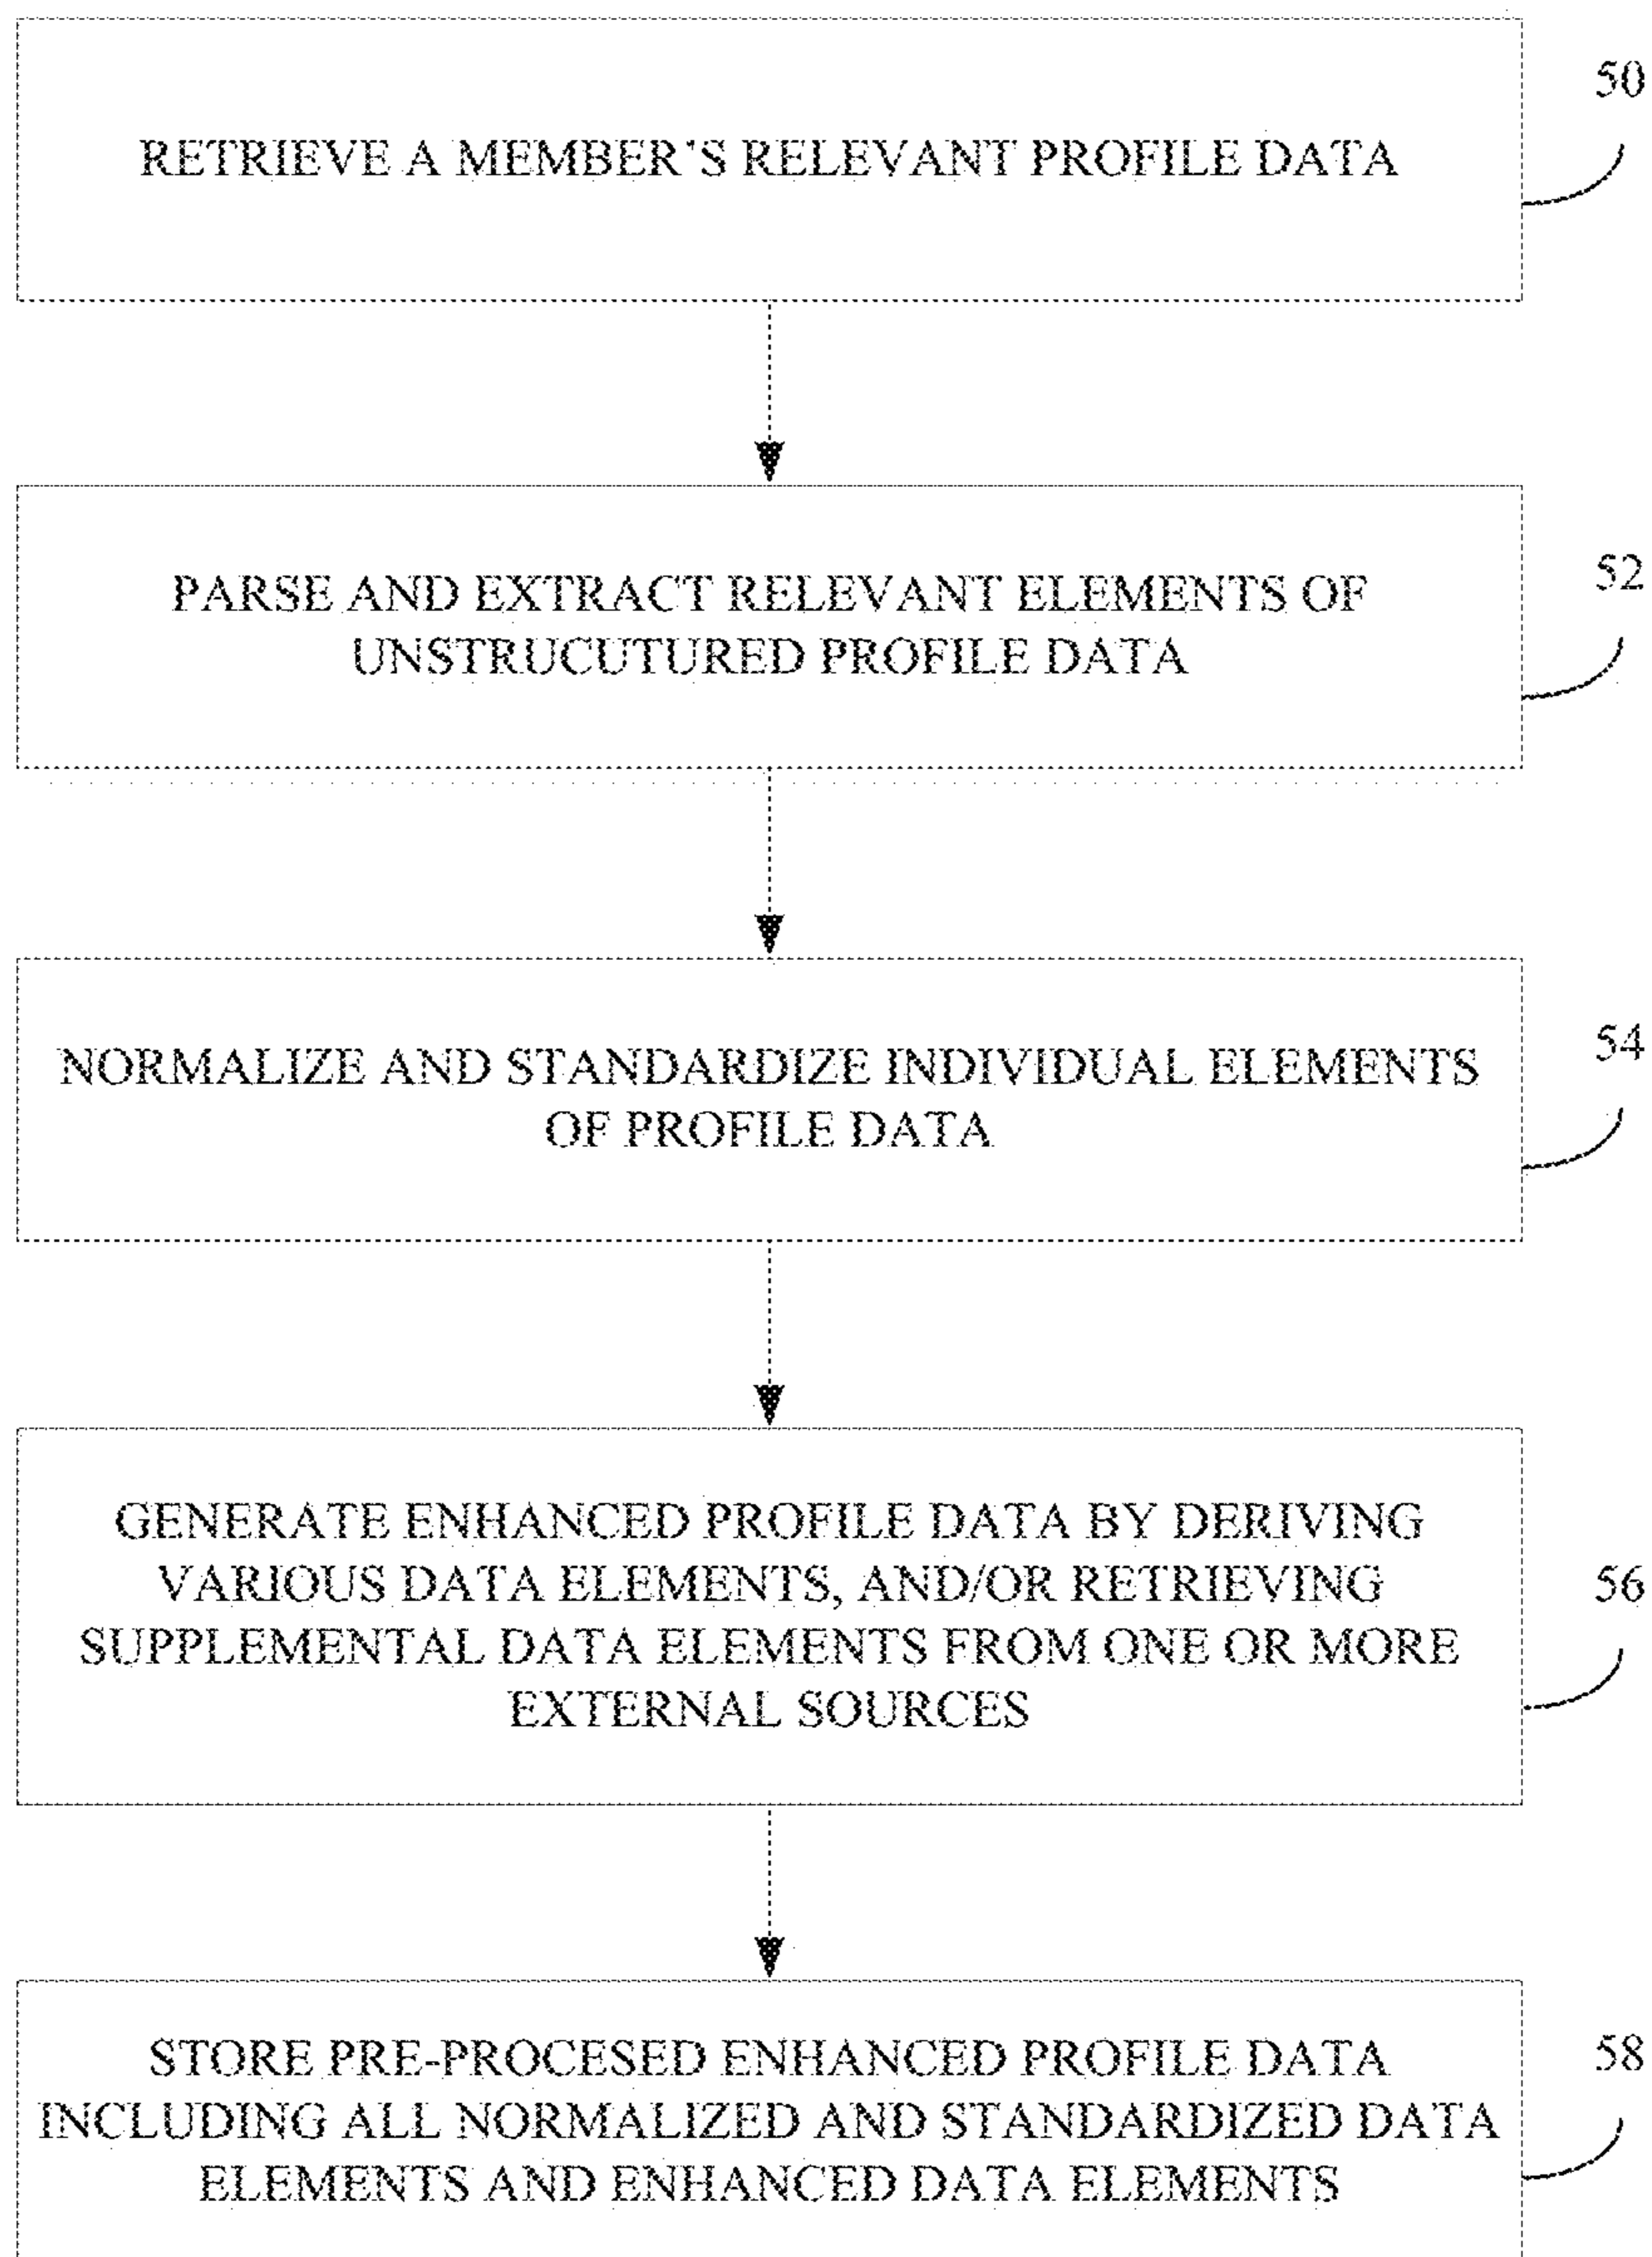 50
RETRIEVE A MEMBER'S RELEVANT PROFILE DATA
52
PARSE AND EXTRACT RELEVANT ELEMENTS OF
UNSTRUCUTURED PROFILE DATA
54
NORMALIZE AND STANDARDIZE INDIVIDUAL ELEMENTS
OF PROFILE DATA
GENERATE ENHANCED PROFILE DATA BY DERIVING
56
VARIOUS DATA ELEMENTS, AND/OR RETRIEVING
SUPPLEMENTAL DATA ELEMENTS FROM ONE OR MORE
EXTERNAL SOURCES
58
STORE PRE-PROCESED ENHANCED PROFILE DATA
INCLUDING ALL NORMALIZED AND STANDARDIZED DATA
ELEMENTS AND ENHANCED DATA ELEMENTS